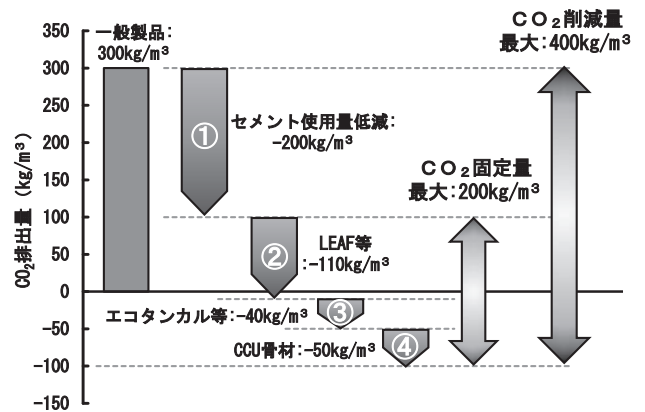 CO₂削減量
最大:400kg/m³
一般製品:
300kg/m³
350
300
250
200
150
100
50
0
−50
−100
−150
CO₂排出量 (kg/m³)
①
セメント使用量低減:
-200kg/m³
CO₂固定量
最大:200kg/m³
②
LEAF等
:-110kg/m³
エコタンカル等:-40kg/m³
③
CCU骨材:-50kg/m³
④